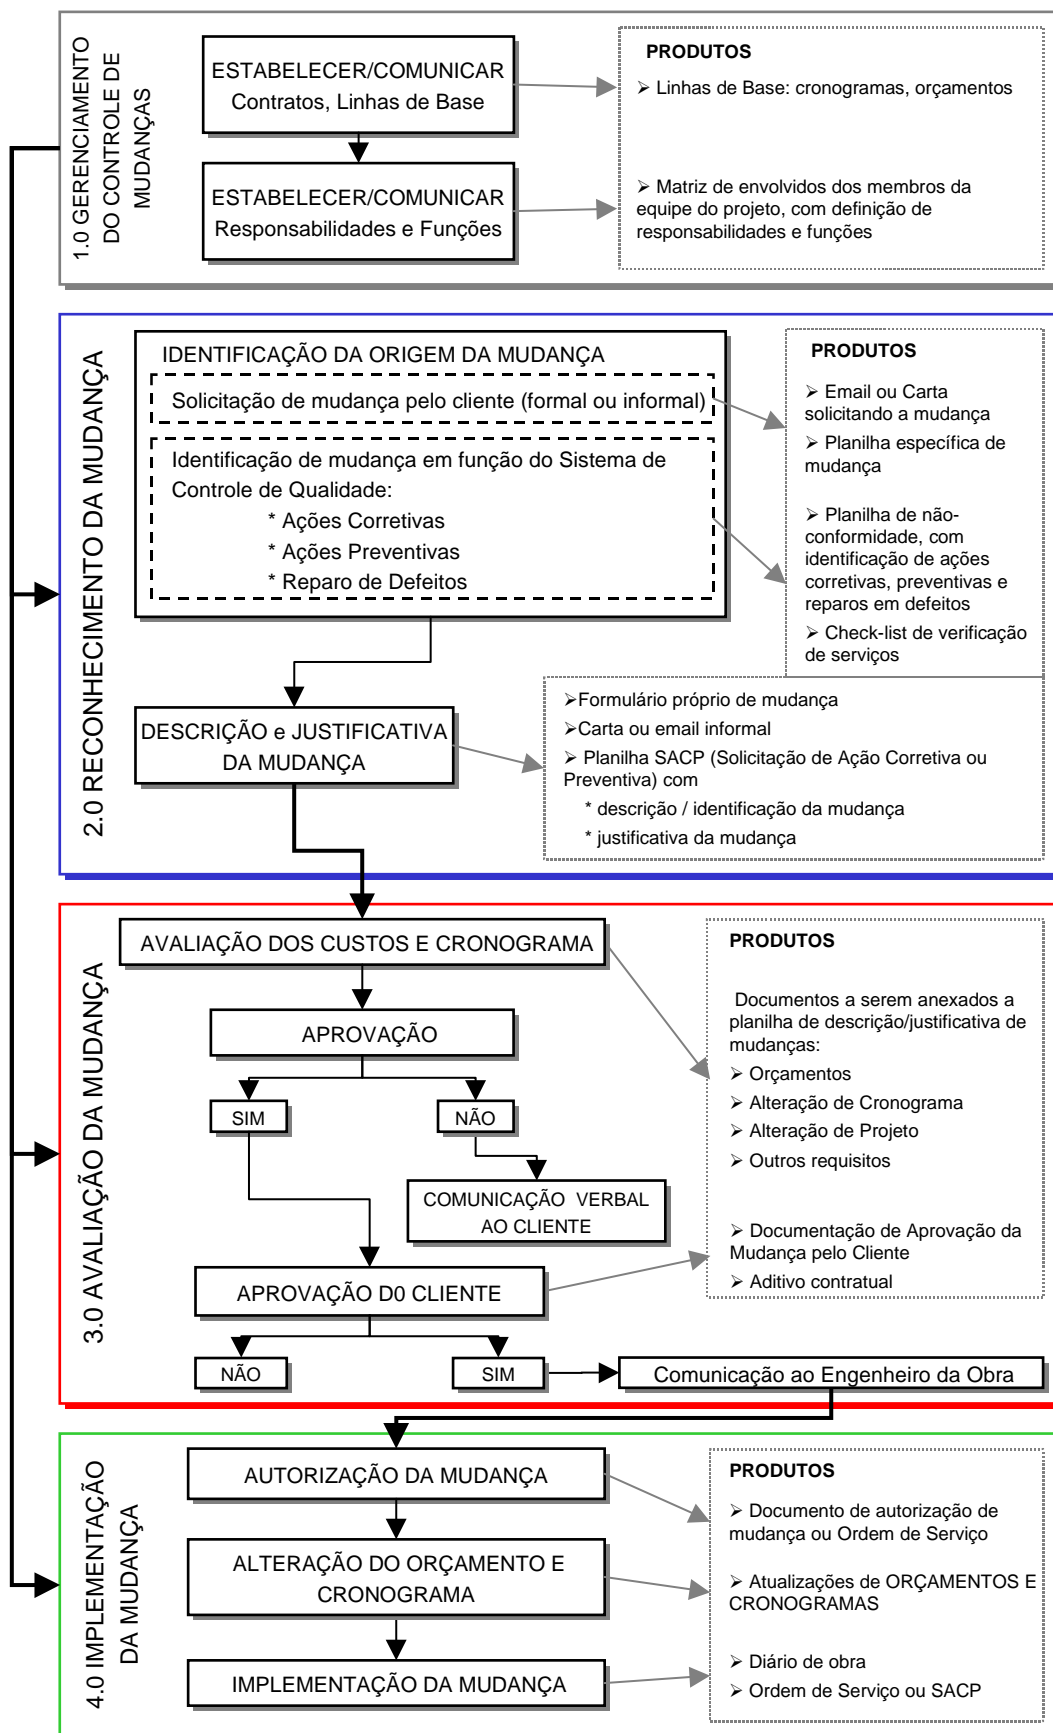 1.0 GERENCIAMENTO
DO CONTROLE DE
MUDANÇAS
ESTABELECER/COMUNICAR
Contratos, Linhas de Base
ESTABELECER/COMUNICAR
Responsabilidades e Funções
PRODUTOS
➢ Linhas de Base: cronogramas, orçamentos
➢ Matriz de envolvidos dos membros da
equipe do projeto, com definição de
responsabilidades e funções
2.0 RECONHECIMENTO DA MUDANÇA
IDENTIFICAÇÃO DA ORIGEM DA MUDANÇA
Solicitação de mudança pelo cliente (formal ou informal)
Identificação de mudança em função do Sistema de
Controle de Qualidade:
* Ações Corretivas
* Ações Preventivas
* Reparo de Defeitos
PRODUTOS
➢ Email ou Carta
solicitando a mudança
➢ Planilha específica de
mudança
➢ Planilha de não-
conformidade, com
identificação de ações
corretivas, preventivas e
reparos em defeitos
➢ Check-list de verificação
de serviços
DESCRIÇÃO e JUSTIFICATIVA
DA MUDANÇA
➢Formulário próprio de mudança
➢Carta ou email informal
➢ Planilha SACP (Solicitação de Ação Corretiva ou
Preventiva) com
* descrição / identificação da mudança
* justificativa da mudança
3.0 AVALIAÇÃO DA MUDANÇA
AVALIAÇÃO DOS CUSTOS E CRONOGRAMA
APROVAÇÃO
SIM
NÃO
COMUNICAÇÃO VERBAL
AO CLIENTE
APROVAÇÃO D0 CLIENTE
NÃO
SIM
Comunicação ao Engenheiro da Obra
PRODUTOS
Documentos a serem anexados a
planilha de descrição/justificativa de
mudanças:
➢ Orçamentos
➢ Alteração de Cronograma
➢ Alteração de Projeto
➢ Outros requisitos
➢ Documentação de Aprovação da
Mudança pelo Cliente
➢ Aditivo contratual
4.0 IMPLEMENTAÇÃO
DA MUDANÇA
AUTORIZAÇÃO DA MUDANÇA
ALTERAÇÃO DO ORÇAMENTO E
CRONOGRAMA
IMPLEMENTAÇÃO DA MUDANÇA
PRODUTOS
➢ Documento de autorização de
mudança ou Ordem de Serviço
➢ Atualizações de ORÇAMENTOS E
CRONOGRAMAS
➢ Diário de obra
➢ Ordem de Serviço ou SACP